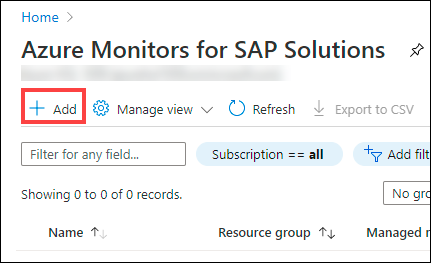 Home >
Azure Monitors for SAP Solutions
+ Add Manage view Refresh Export to CSV
Filter for any field... Subscription == all Add filt
Showing 0 to 0 of 0 records. No gro
Name ↑↓ Resource group ↑↓ Managed r